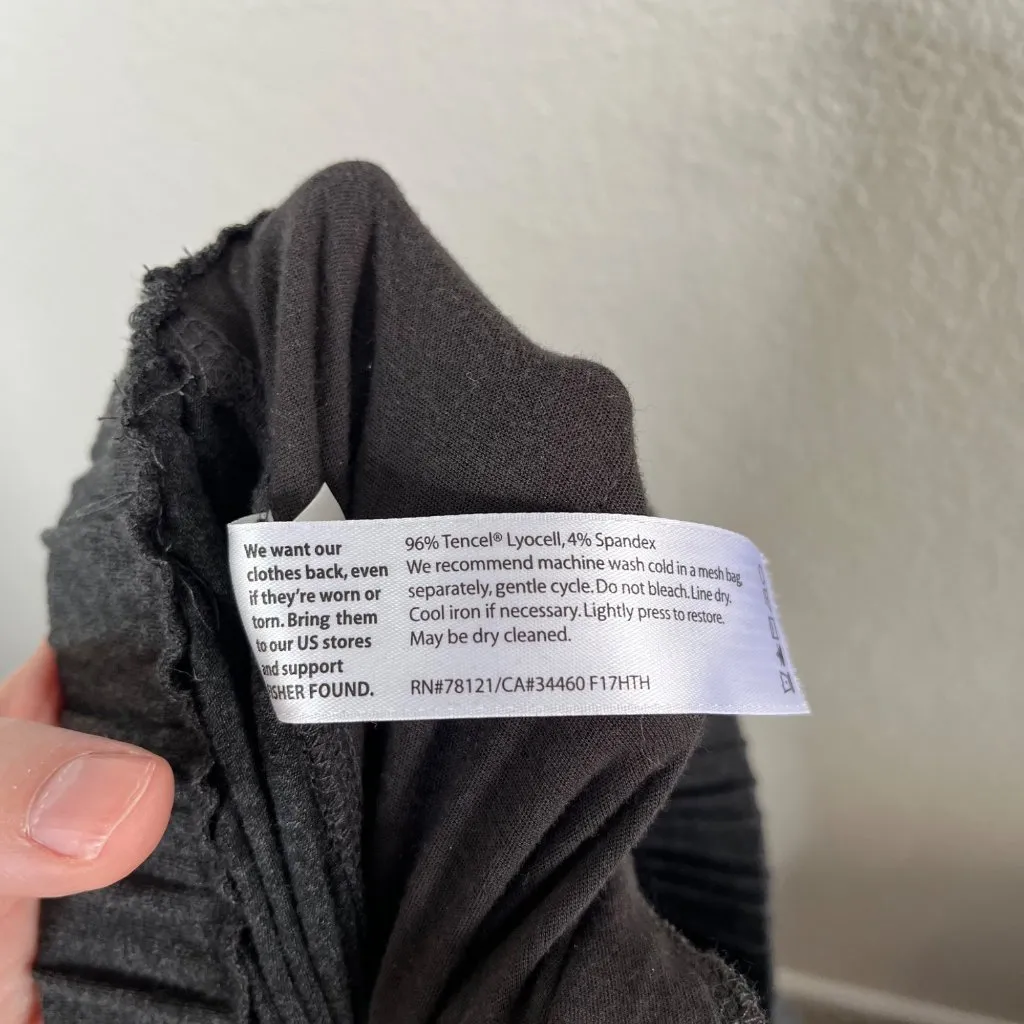 We want our
clothes back, even
if they're worn or
torn. Bring them
to our US stores
and support
FOUND.
96% Tencel® Lyocell, 4% Spandex
We recommend machine wash cold in a mesh bag,
separately, gentle cycle. Do not bleach. Line dry.
Cool iron if necessary. Lightly press to restore.
May be dry cleaned.
RN#78121/CA#34460 F17HTH